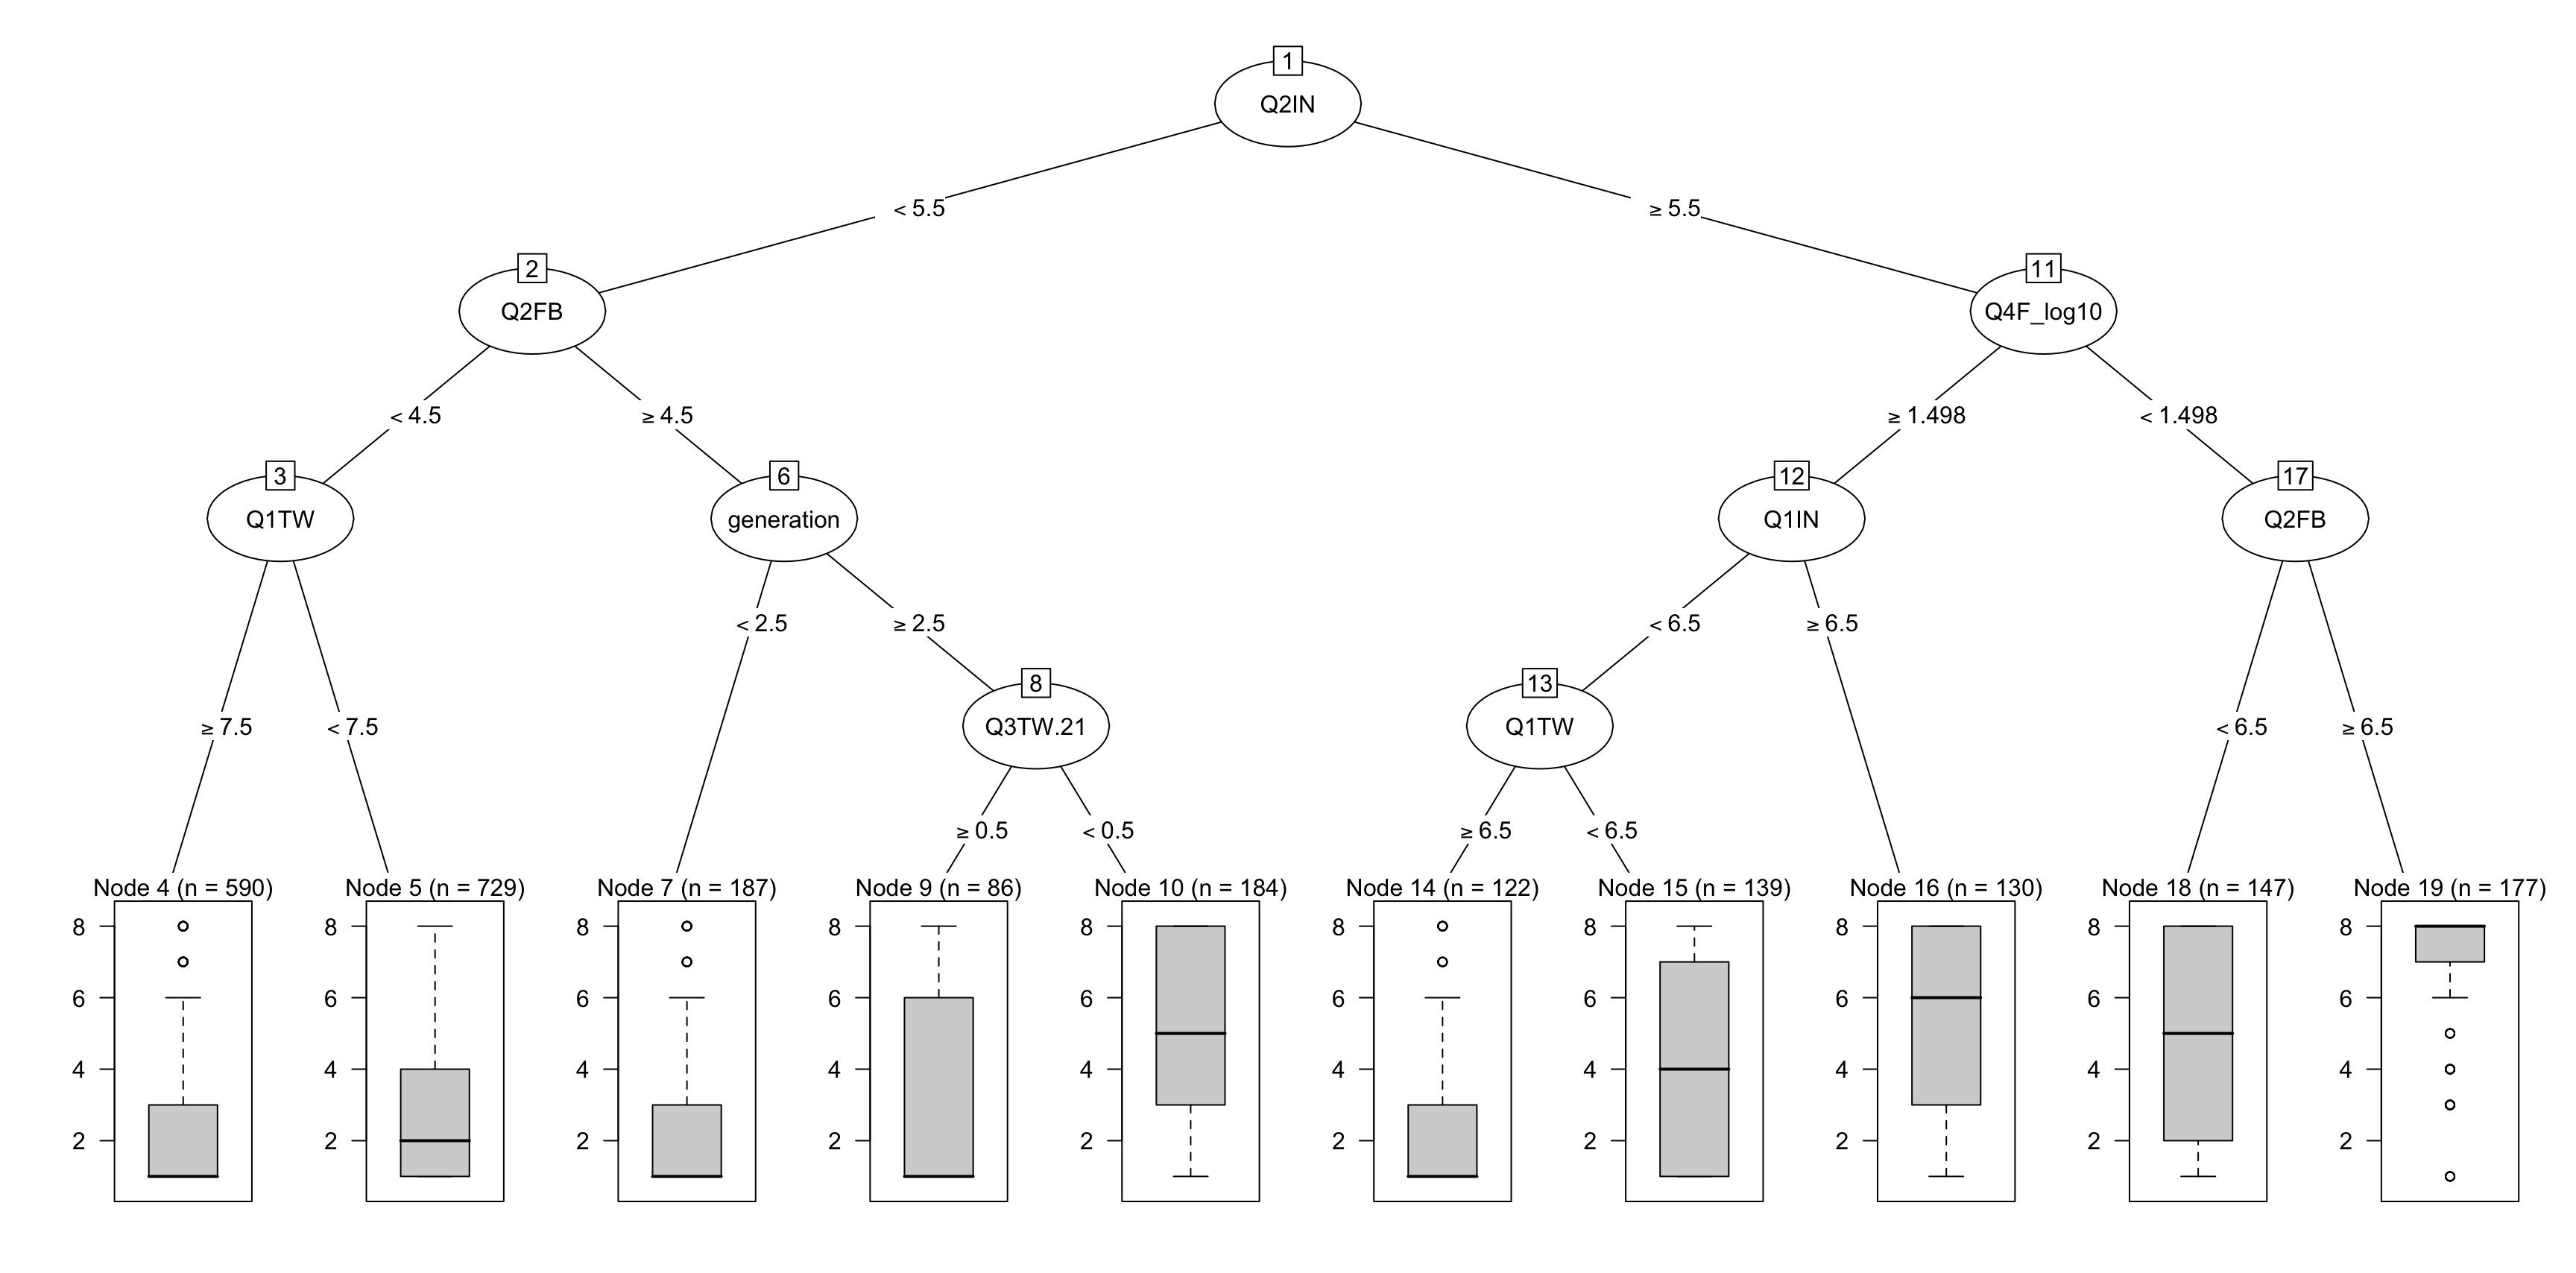 1
Q2IN
< 5.5
≥ 5.5
2
Q2FB
11
Q4F_log10
< 4.5
≥ 4.5
≥ 1.498
< 1.498
3
Q1TW
6
generation
12
Q1IN
17
Q2FB
< 2.5
≥ 2.5
< 6.5
≥ 6.5
8
Q3TW.21
13
Q1TW
≥ 7.5
< 7.5
< 6.5
≥ 6.5
≥ 0.5
< 0.5
≥ 6.5
< 6.5
Node 4 (n = 590)
Node 5 (n = 729)
Node 7 (n = 187)
Node 9 (n = 86)
Node 10 (n = 184)
Node 14 (n = 122)
Node 15 (n = 139)
Node 16 (n = 130)
Node 18 (n = 147)
Node 19 (n = 177)
8 8 8 8 8 8 8 8 8 8
6 6 6 6 6 6 6 6 6 6
4 4 4 4 4 4 4 4 4 4
2 2 2 2 2 2 2 2 2 2